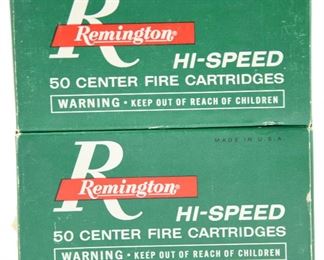 R
Remington®
HI-SPEED
50 CENTER FIRE CARTRIDGES
WARNING • KEEP OUT OF REACH OF CHILDREN
MADE IN U.S.A.
R
Remington®
HI-SPEED
50 CENTER FIRE CARTRIDGES
WARNING • KEEP OUT OF REACH OF CHILDREN